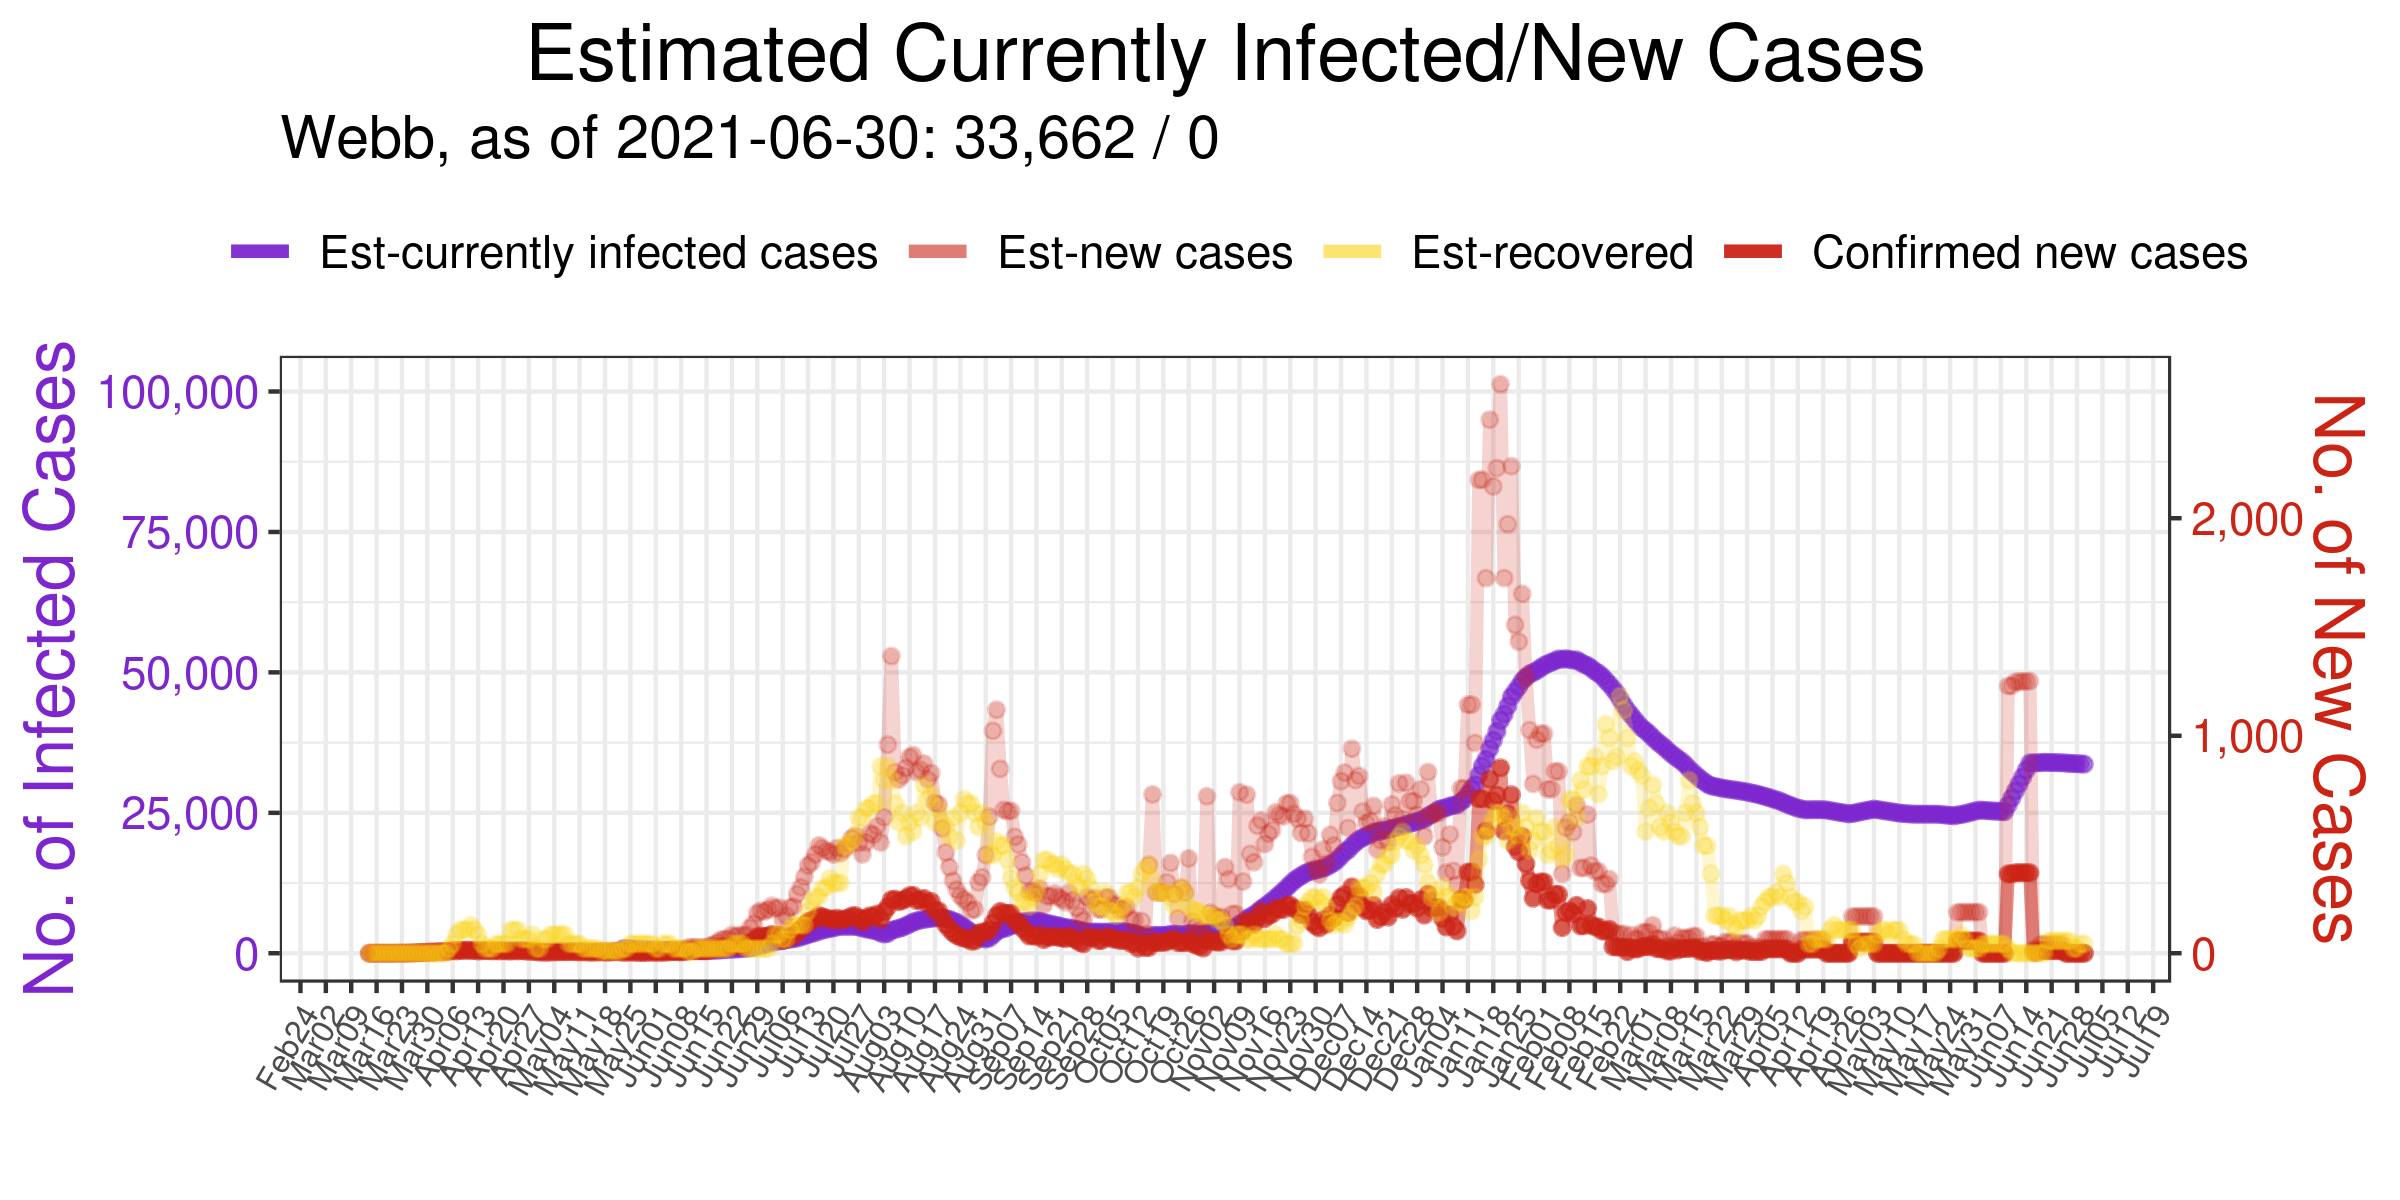 Estimated Currently Infected/New Cases
Webb, as of 2021-06-30: 33,662 / 0
Est-currently infected cases
Est-new cases
Est-recovered
Confirmed new cases
No. of Infected Cases
100,000
75,000
50,000
25,000
0
2,000
1,000
0
No. of New Cases
Feb24
Mar02
Mar09
Mar16
Mar23
Mar30
Apr06
Apr13
Apr20
Apr27
May04
May11
May18
May25
Jun01
Jun08
Jun15
Jun22
Jun29
Jul06
Jul13
Jul20
Jul27
Aug03
Aug10
Aug17
Aug24
Aug31
Sep07
Sep14
Sep21
Sep28
Oct05
Oct12
Oct19
Oct26
Nov02
Nov09
Nov16
Nov23
Nov30
Dec07
Dec14
Dec21
Dec28
Jan04
Jan11
Jan18
Jan25
Feb01
Feb08
Feb15
Feb22
Mar01
Mar08
Mar15
Mar22
Mar29
Apr05
Apr12
Apr19
Apr26
May03
May10
May17
May24
May31
Jun07
Jun14
Jun21
Jun28
Jul05
Jul12
Jul19